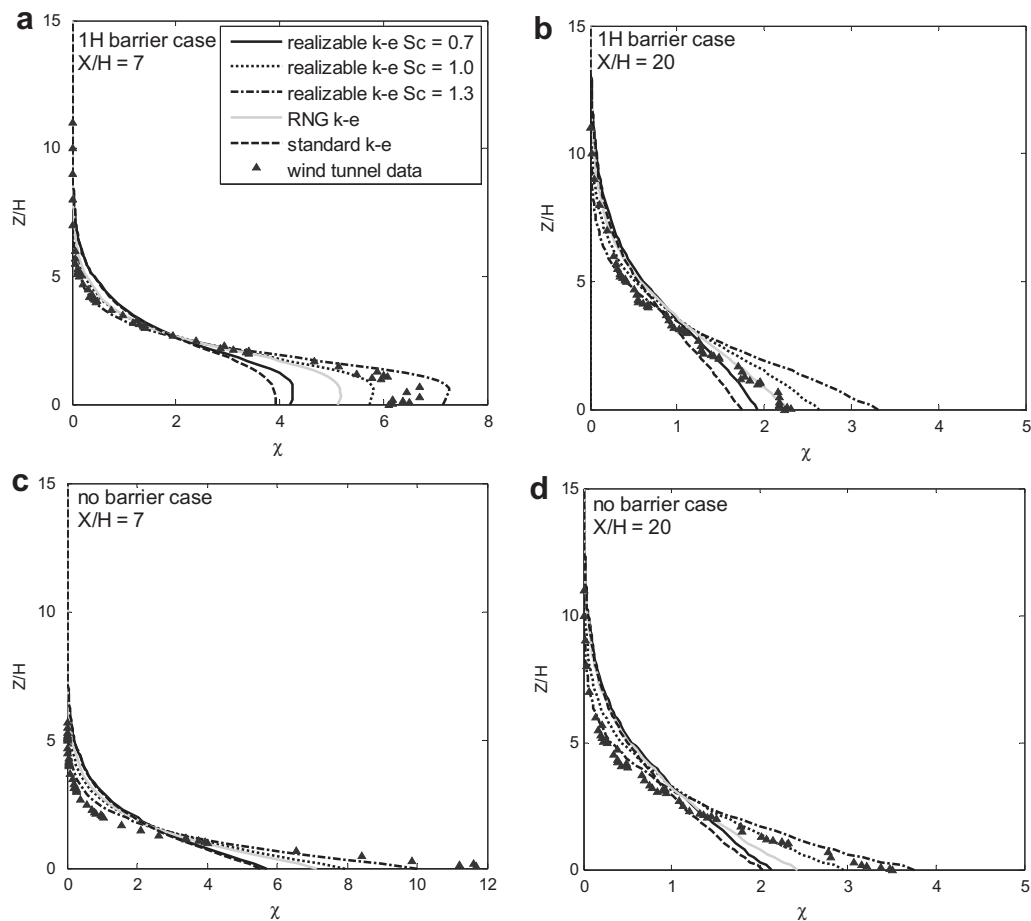 a
1H barrier case
X/H = 7
realizable k-e Sc = 0.7
realizable k-e Sc = 1.0
realizable k-e Sc = 1.3
RNG k-e
standard k-e
wind tunnel data
15
10
5
0
Z/H
0 2 4 6 8
χ
b
1H barrier case
X/H = 20
15
10
5
0
Z/H
0 1 2 3 4 5
χ
c
no barrier case
X/H = 7
15
10
5
0
Z/H
0 2 4 6 8 10 12
χ
d
no barrier case
X/H = 20
15
10
5
0
Z/H
0 1 2 3 4 5
χ